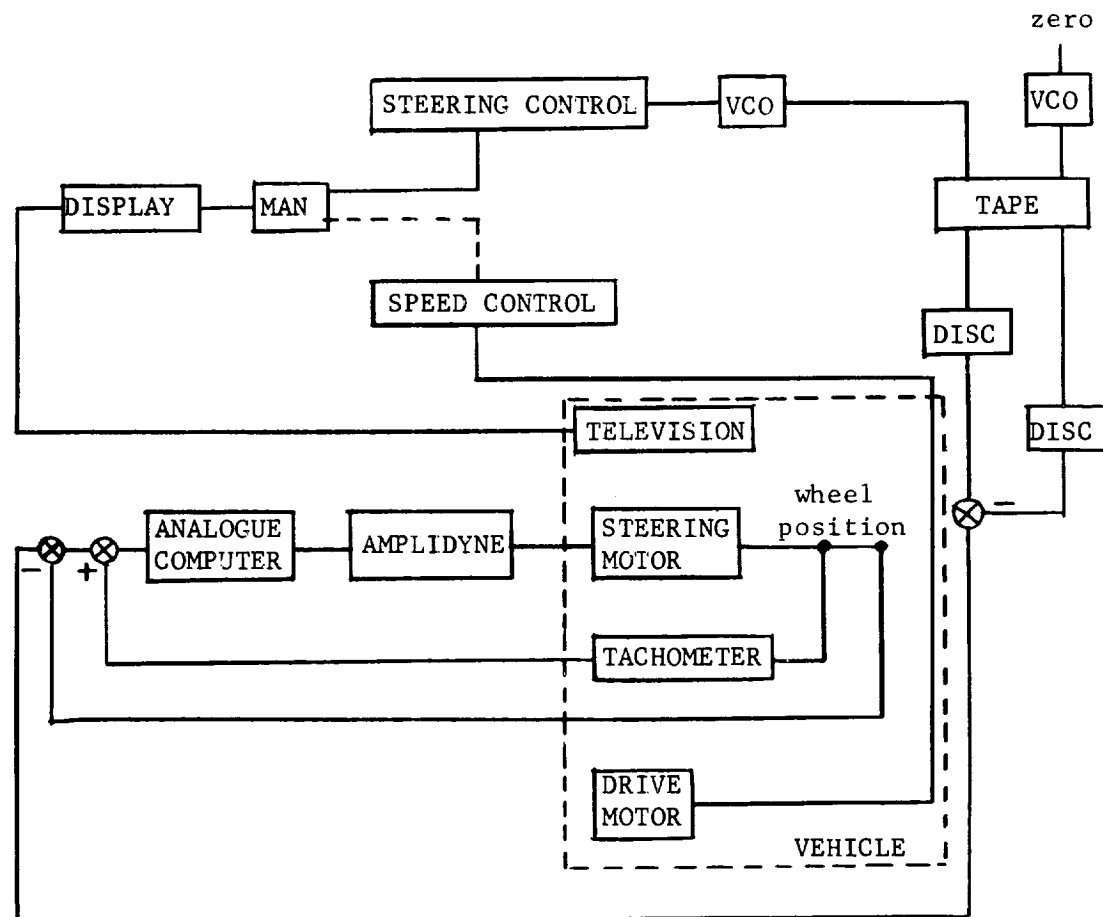 zero
STEERING CONTROL
VCO
VCO
DISPLAY
MAN
TAPE
SPEED CONTROL
DISC
TELEVISION
DISC
wheel
position
ANALOGUE
COMPUTER
AMPLIDYNE
STEERING
MOTOR
−
−
+
TACHOMETER
DRIVE
MOTOR
VEHICLE